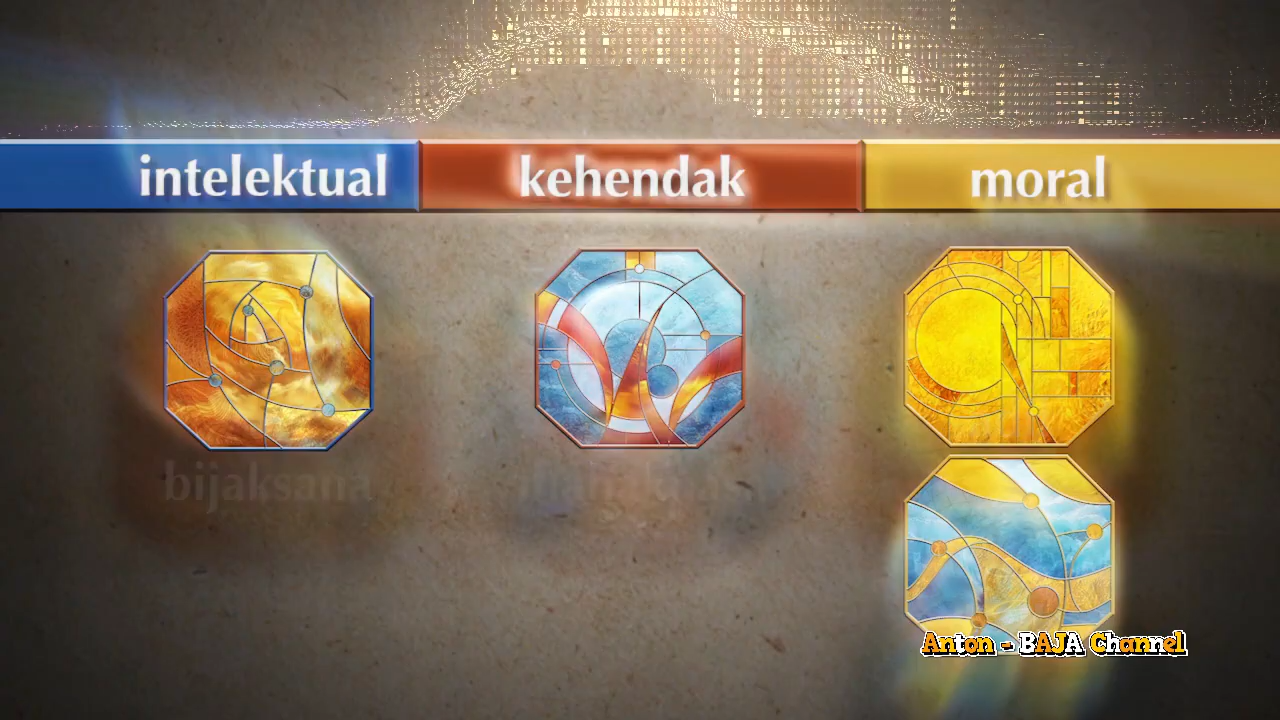 intelektual
kehendak
moral
bijaksana
Anton - BAJA Channel